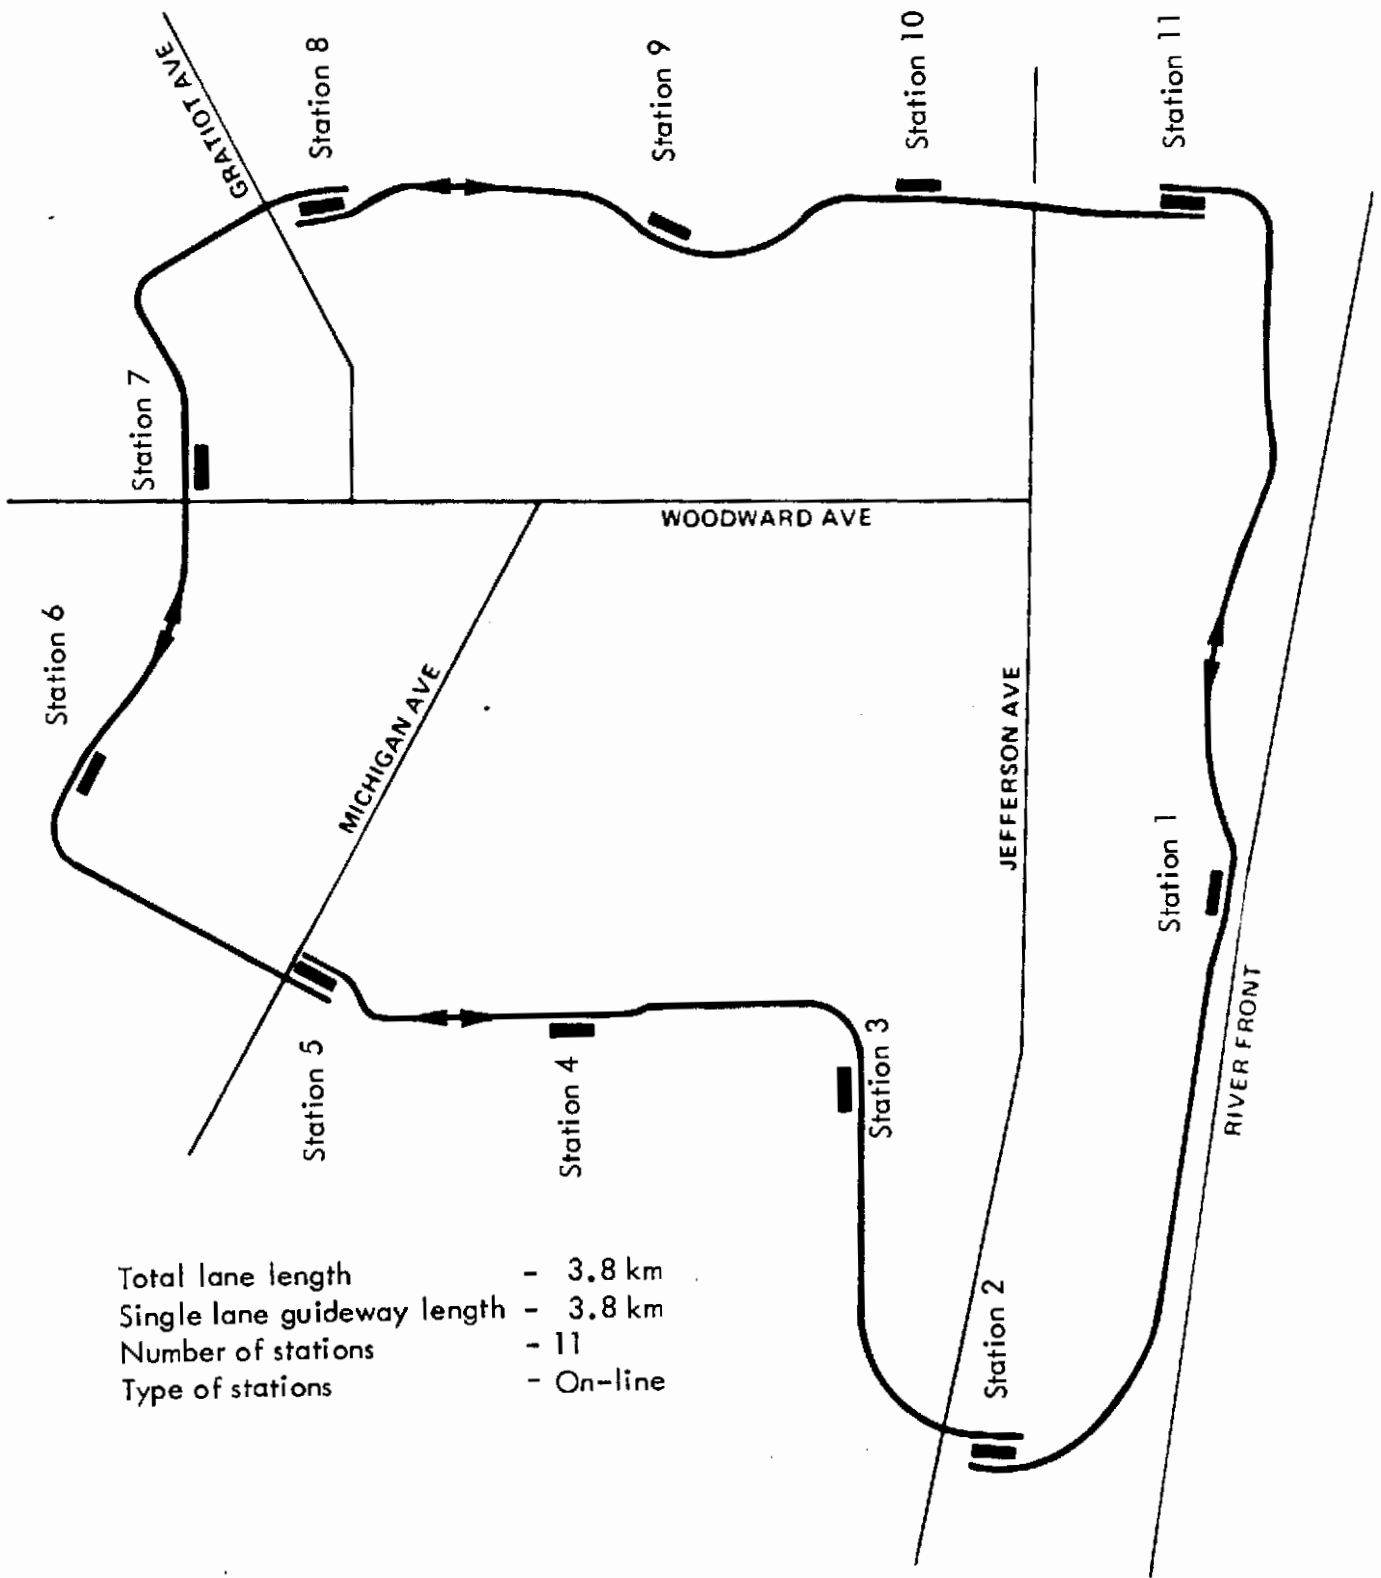 GRATIOT AVE
Station 8
Station 9
Station 10
Station 11
Station 7
WOODWARD AVE
Station 6
MICHIGAN AVE
JEFFERSON AVE
Station 1
RIVER FRONT
Station 5
Station 4
Station 3
Station 2
Total lane length - 3.8 km
Single lane guideway length - 3.8 km
Number of stations - 11
Type of stations - On-line